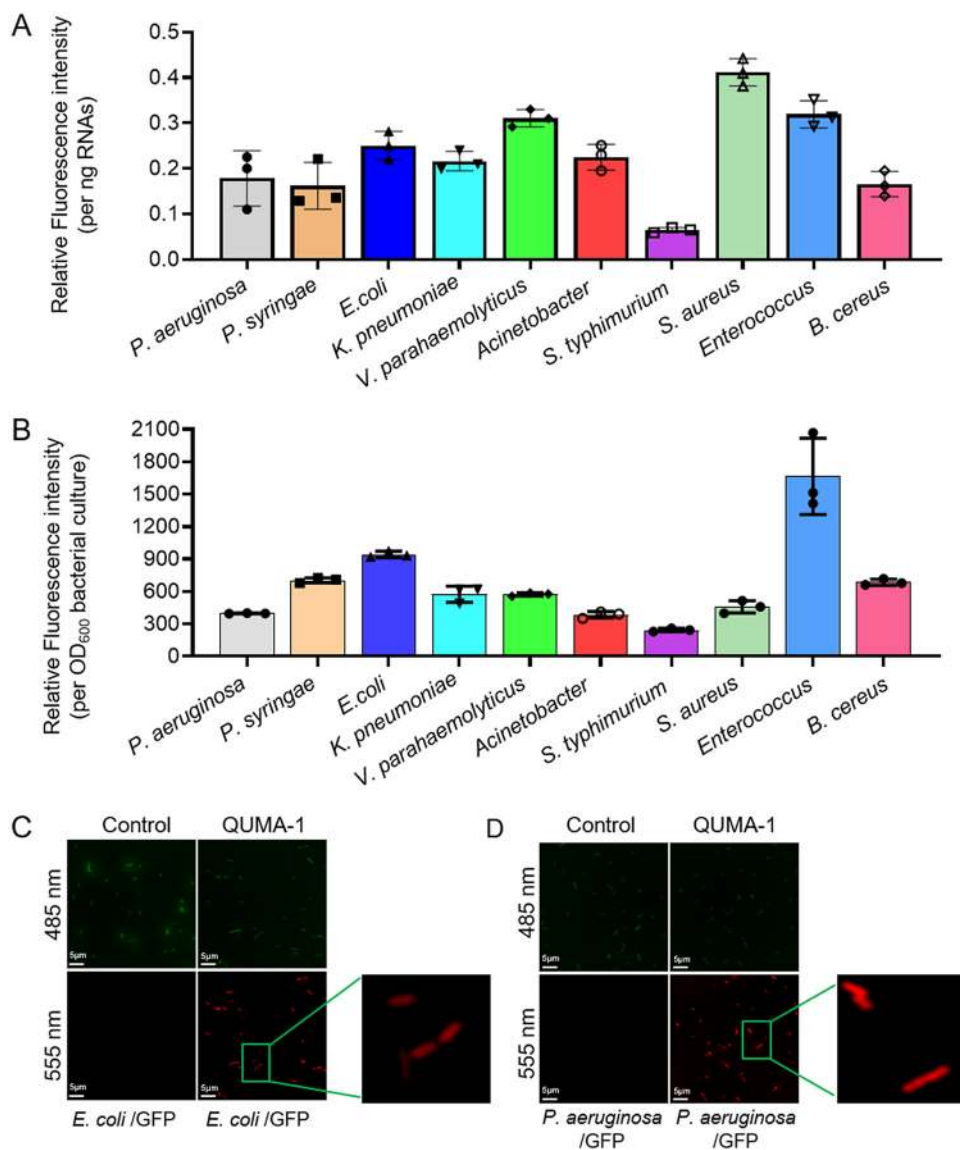 A
Relative Fluorescence intensity
(per ng RNAs)
0.5
0.4
0.3
0.2
0.1
0.0
P. aeruginosa
P. syringae
E.coli
K. pneumoniae
V. parahaemolyticus
Acinetobacter
S. typhimurium
S. aureus
Enterococcus
B. cereus
B
Relative Fluorescence intensity
(per OD600 bacterial culture)
2100
1800
1500
1200
900
600
300
0
P. aeruginosa
P. syringae
E.coli
K. pneumoniae
V. parahaemolyticus
Acinetobacter
S. typhimurium
S. aureus
Enterococcus
B. cereus
C
Control
QUMA-1
485 nm
5µm
5µm
555 nm
5µm
5µm
E. coli /GFP
E. coli /GFP
D
Control
QUMA-1
485 nm
5µm
5µm
555 nm
5µm
5µm
P. aeruginosa
/GFP
P. aeruginosa
/GFP